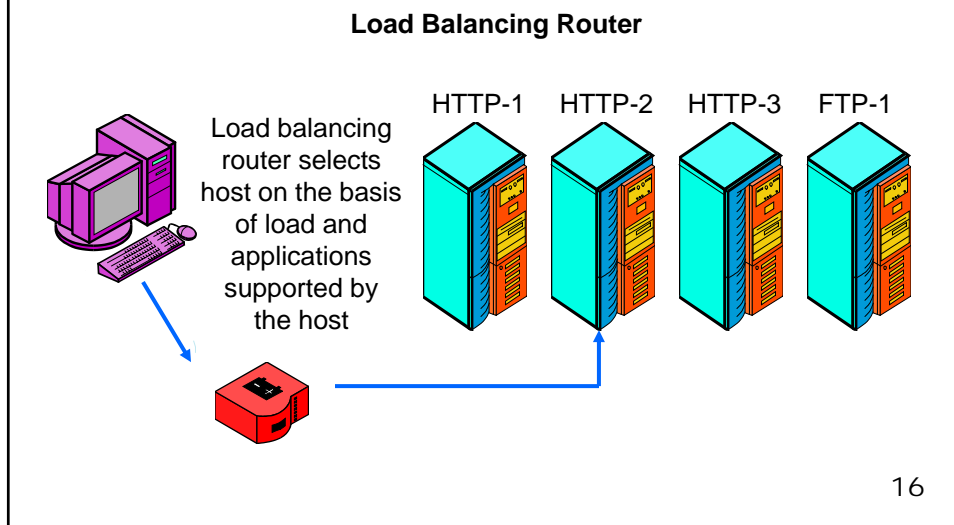 Load Balancing Router
HTTP-1 HTTP-2 HTTP-3 FTP-1
Load balancing
router selects
host on the basis
of load and
applications
supported by
the host
16